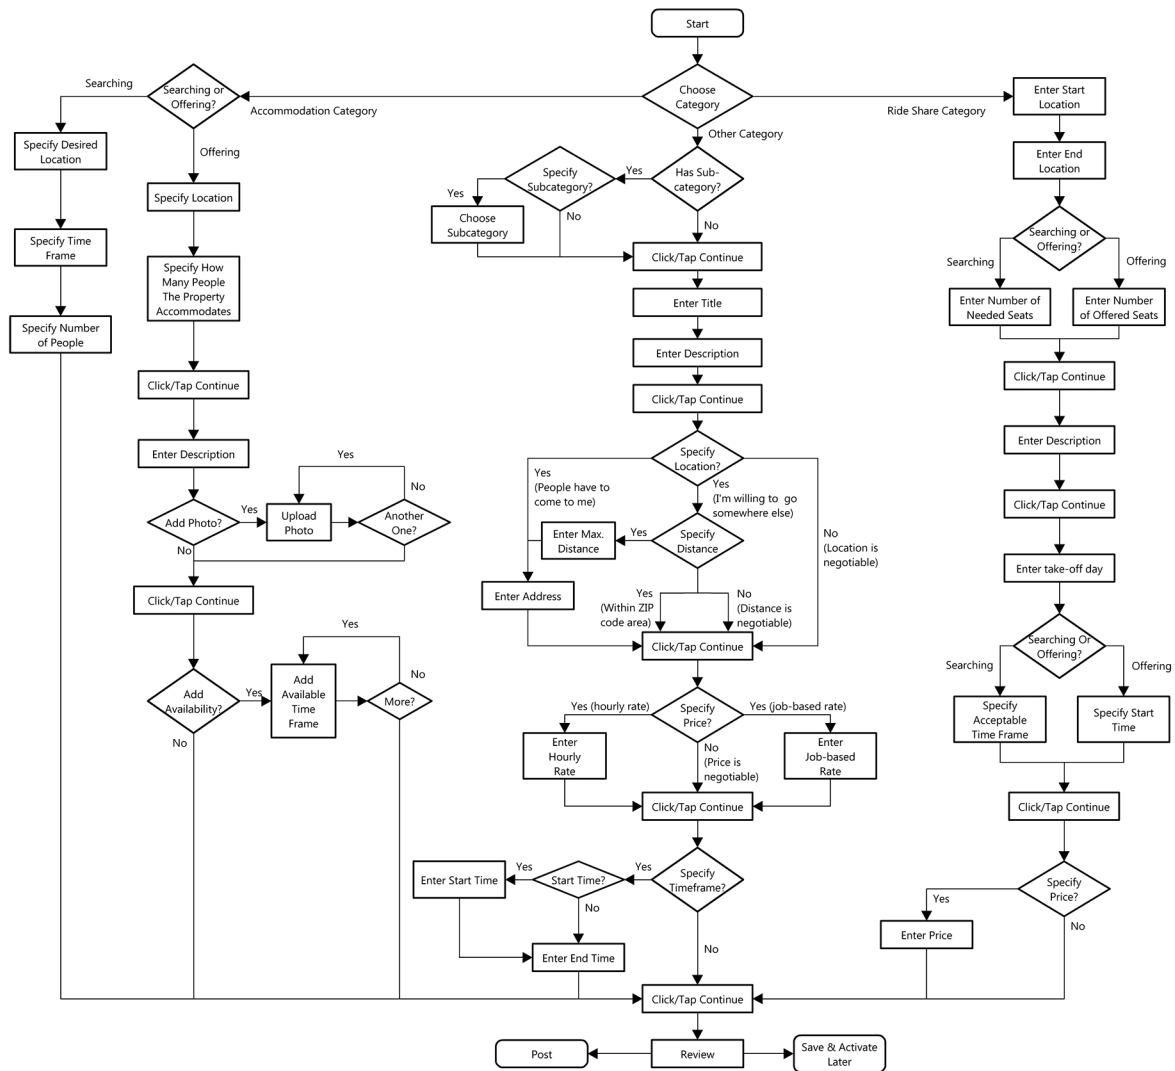 Start
Choose
Category
Accommodation Category
Other Category
Ride Share Category
Searching or
Offering?
Searching
Offering
Specify Desired
Location
Specify Time
Frame
Specify Number
of People
Specify Location
Specify How
Many People
The Property
Accommodates
Click/Tap Continue
Enter Description
Add Photo?
Yes
No
Upload
Photo
Another
One?
Yes
No
Click/Tap Continue
Add
Availability?
Yes
No
Add
Available
Time
Frame
More?
Yes
No
Has Sub-
category?
Yes
No
Specify
Subcategory?
Yes
No
Choose
Subcategory
Click/Tap Continue
Enter Title
Enter Description
Click/Tap Continue
Specify
Location?
Yes
(People have to
come to me)
Yes
(I'm willing to go
somewhere else)
No
(Location is
negotiable)
Specify
Distance
Yes
Enter Max.
Distance
Enter Address
Yes
(Within ZIP
code area)
No
(Distance is
negotiable)
Click/Tap Continue
Specify
Price?
Yes (hourly rate)
Yes (job-based rate)
No
(Price is
negotiable)
Enter
Hourly
Rate
Enter
Job-based
Rate
Click/Tap Continue
Specify
Timeframe?
Yes
No
Start Time?
Yes
No
Enter Start Time
Enter End Time
Enter Start
Location
Enter End
Location
Searching or
Offering?
Searching
Offering
Enter Number of
Needed Seats
Enter Number
of Offered Seats
Click/Tap Continue
Enter Description
Click/Tap Continue
Enter take-off day
Searching Or
Offering?
Searching
Offering
Specify
Acceptable
Time Frame
Specify Start
Time
Click/Tap Continue
Specify
Price?
Yes
No
Enter Price
Click/Tap Continue
Review
Post
Save & Activate
Later